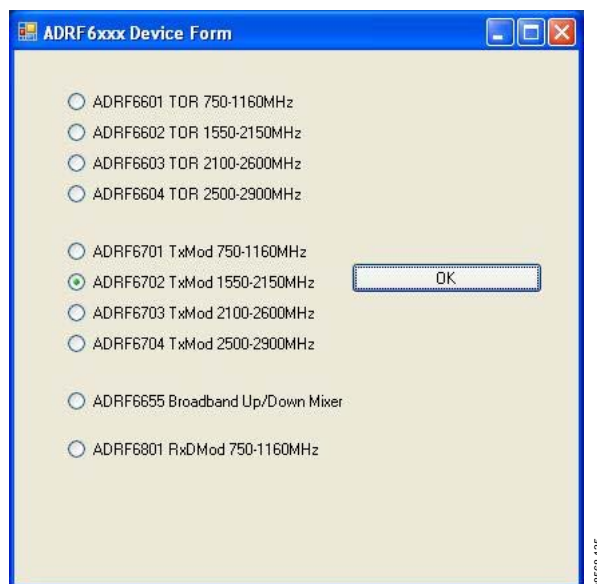 ADRF6xxx Device Form
ADRF6601 TOR 750-1160MHz
ADRF6602 TOR 1550-2150MHz
ADRF6603 TOR 2100-2600MHz
ADRF6604 TOR 2500-2900MHz
ADRF6701 TxMod 750-1160MHz
ADRF6702 TxMod 1550-2150MHz
OK
ADRF6703 TxMod 2100-2600MHz
ADRF6704 TxMod 2500-2900MHz
ADRF6655 Broadband Up/Down Mixer
ADRF6801 RxDMod 750-1160MHz